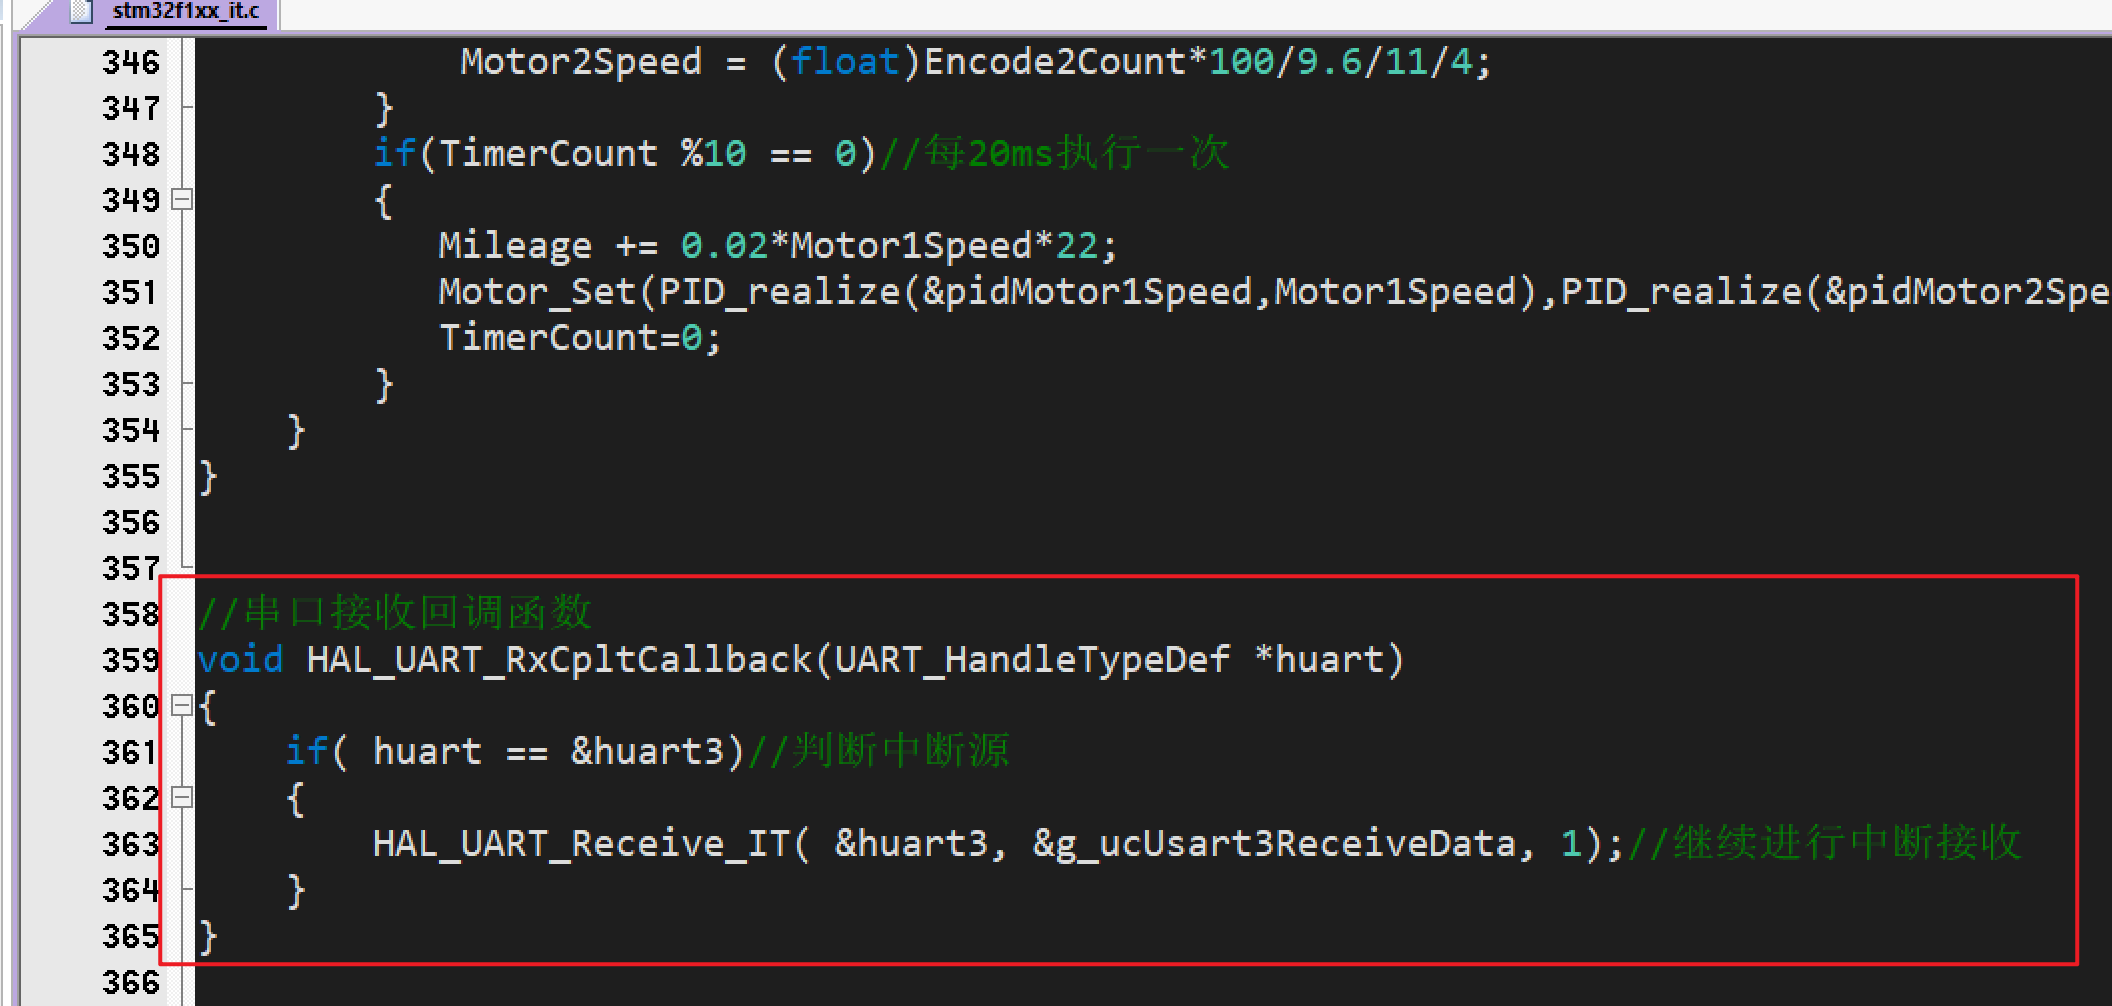 stm32f1xx_it.c
346 Motor2Speed = (float)Encode2Count*100/9.6/11/4;
347 }
348 if(TimerCount %10 == 0)//每20ms执行一次
349 {
350 Mileage += 0.02*Motor1Speed*22;
351 Motor_Set(PID_realize(&pidMotor1Speed,Motor1Speed),PID_realize(&pidMotor2Spe
352 TimerCount=0;
353 }
354 }
355 }
356
357
358 //串口接收回调函数
359 void HAL_UART_RxCpltCallback(UART_HandleTypeDef *huart)
360 {
361 if( huart == &huart3)//判断中断源
362 {
363 HAL_UART_Receive_IT( &huart3, &g_ucUsart3ReceiveData, 1);//继续进行中断接收
364 }
365 }
366